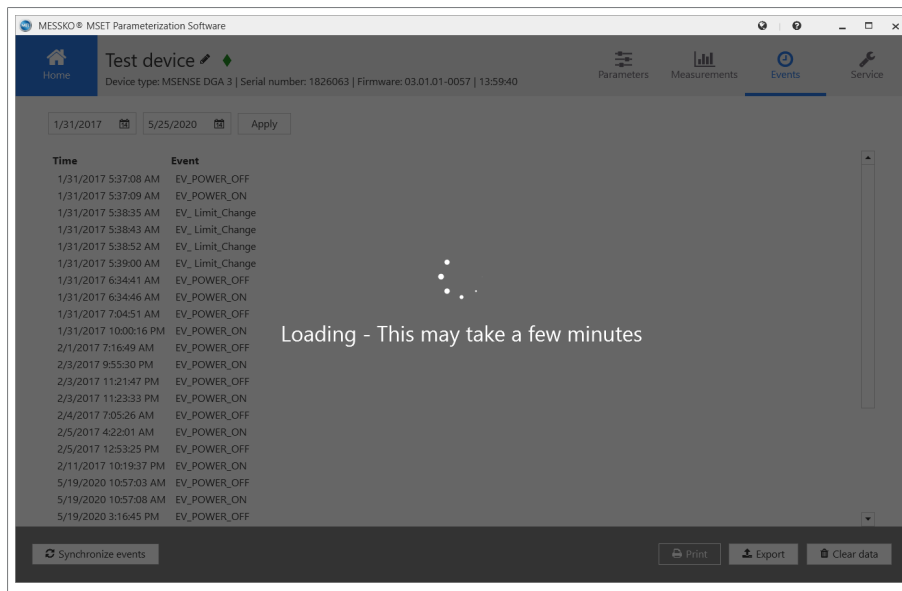 MESSKO® MSET Parameterization Software
Home
Test device
Device type: MSENSE DGA 3 | Serial number: 1826063 | Firmware: 03.01.01-0057 | 13:59:40
Parameters Measurements Events Service
1/31/2017 5/25/2020 Apply
Time Event
1/31/2017 5:37:08 AM EV_POWER_OFF
1/31/2017 5:37:09 AM EV_POWER_ON
1/31/2017 5:38:35 AM EV_ Limit_Change
1/31/2017 5:38:43 AM EV_ Limit_Change
1/31/2017 5:38:52 AM EV_ Limit_Change
1/31/2017 5:39:00 AM EV_ Limit_Change
1/31/2017 6:34:41 AM EV_POWER_OFF
1/31/2017 6:34:46 AM EV_POWER_ON
1/31/2017 7:04:51 AM EV_POWER_OFF
1/31/2017 10:00:16 PM EV_POWER_ON
Loading - This may take a few minutes
2/1/2017 7:16:49 AM EV_POWER_OFF
2/3/2017 9:55:30 PM EV_POWER_ON
2/3/2017 11:21:47 PM EV_POWER_OFF
2/3/2017 11:23:33 PM EV_POWER_ON
2/4/2017 7:05:26 AM EV_POWER_OFF
2/5/2017 4:22:01 AM EV_POWER_ON
2/5/2017 12:53:25 PM EV_POWER_OFF
2/11/2017 10:19:37 PM EV_POWER_ON
5/19/2020 10:57:03 AM EV_POWER_OFF
5/19/2020 10:57:08 AM EV_POWER_ON
5/19/2020 3:16:45 PM EV_POWER_OFF
Synchronize events Print Export Clear data